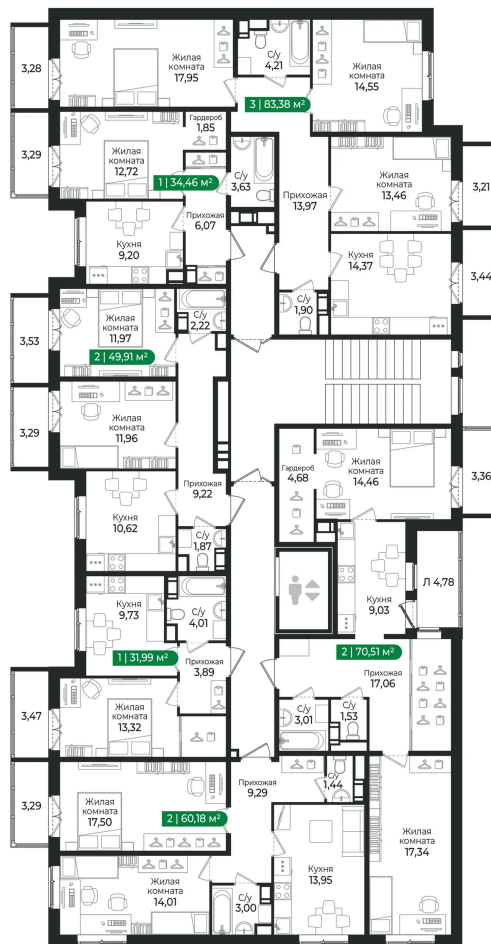 3,28
Жилая
комната
17,95
С/у
4,21
Жилая
комната
14,55
3 | 83,38 м²
3,29
Жилая
комната
12,72
Гардероб
1,85
1 | 34,46 м²
С/у
3,63
Прихожая
13,97
Жилая
комната
13,46
3,21
Кухня
9,20
Прихожая
6,07
Кухня
14,37
3,44
С/у
1,90
3,53
Жилая
комната
11,97
С/у
2,22
2 | 49,91 м²
3,29
Жилая
комната
11,96
Гардероб
4,68
Жилая
комната
14,46
3,36
Прихожая
9,22
Кухня
10,62
С/у
1,87
Кухня
9,03
Л 4,78
Кухня
9,73
С/у
4,01
1 | 31,99 м²
Прихожая
3,89
2 | 70,51 м²
Прихожая
17,06
3,47
Жилая
комната
13,32
С/у
3,01
С/у
1,53
3,29
Жилая
комната
17,50
2 | 60,18 м²
Прихожая
9,29
С/у
1,44
Жилая
комната
17,34
Жилая
комната
14,01
С/у
3,00
Кухня
13,95